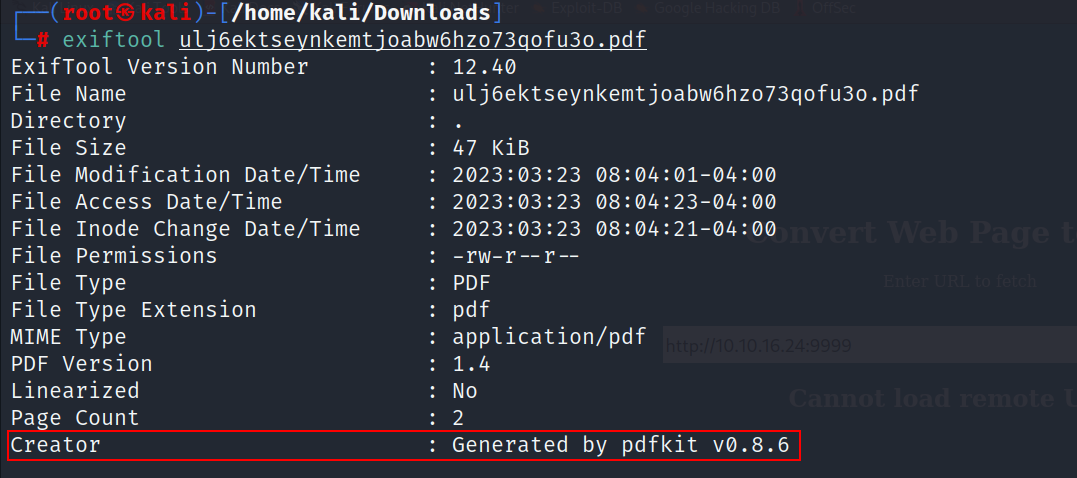 Exploit-DB Google Hacking DB OffSec
┌──(root㉿kali)-[/home/kali/Downloads]
└─# exiftool ulj6ektseynkemtjoabw6hzo73qofu3o.pdf
ExifTool Version Number : 12.40
File Name : ulj6ektseynkemtjoabw6hzo73qofu3o.pdf
Directory : .
File Size : 47 KiB
File Modification Date/Time : 2023:03:23 08:04:01-04:00
File Access Date/Time : 2023:03:23 08:04:23-04:00
File Inode Change Date/Time : 2023:03:23 08:04:21-04:00
File Permissions : -rw-r--r--
File Type : PDF
File Type Extension : pdf
MIME Type : application/pdf
PDF Version : 1.4
Linearized : No
Page Count : 2
Creator : Generated by pdfkit v0.8.6
Convert Web Page t
Enter URL to fetch
http://10.10.16.24:9999
Cannot load remote U